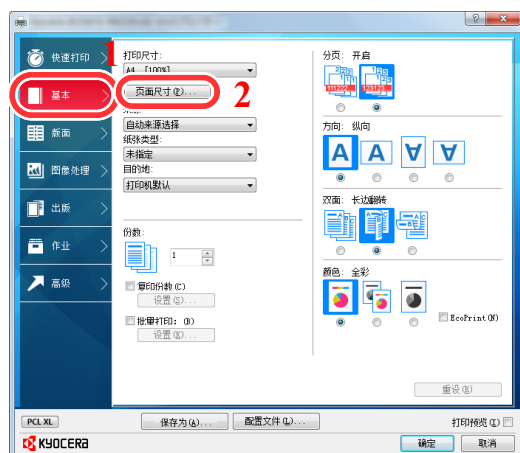 快速打印
基本
版面
图像处理
出版
作业
高级
1
打印尺寸:
A4 [100%]
页面尺寸(P)...
2
自动来源选择
纸张类型:
未指定
目的地:
打印机默认
份数:
1
复印份数(C)
设置(S)...
批量打印: (B)
设置(K)...
分页: 开启
111222
123123
方向: 纵向
A A A A
双面: 长边翻转
颜色: 全彩
EcoPrint(N)
重设(R)
PCL XL
保存为(A)...
配置文件(L)...
打印预览(I)
KYOCERA
确定
取消